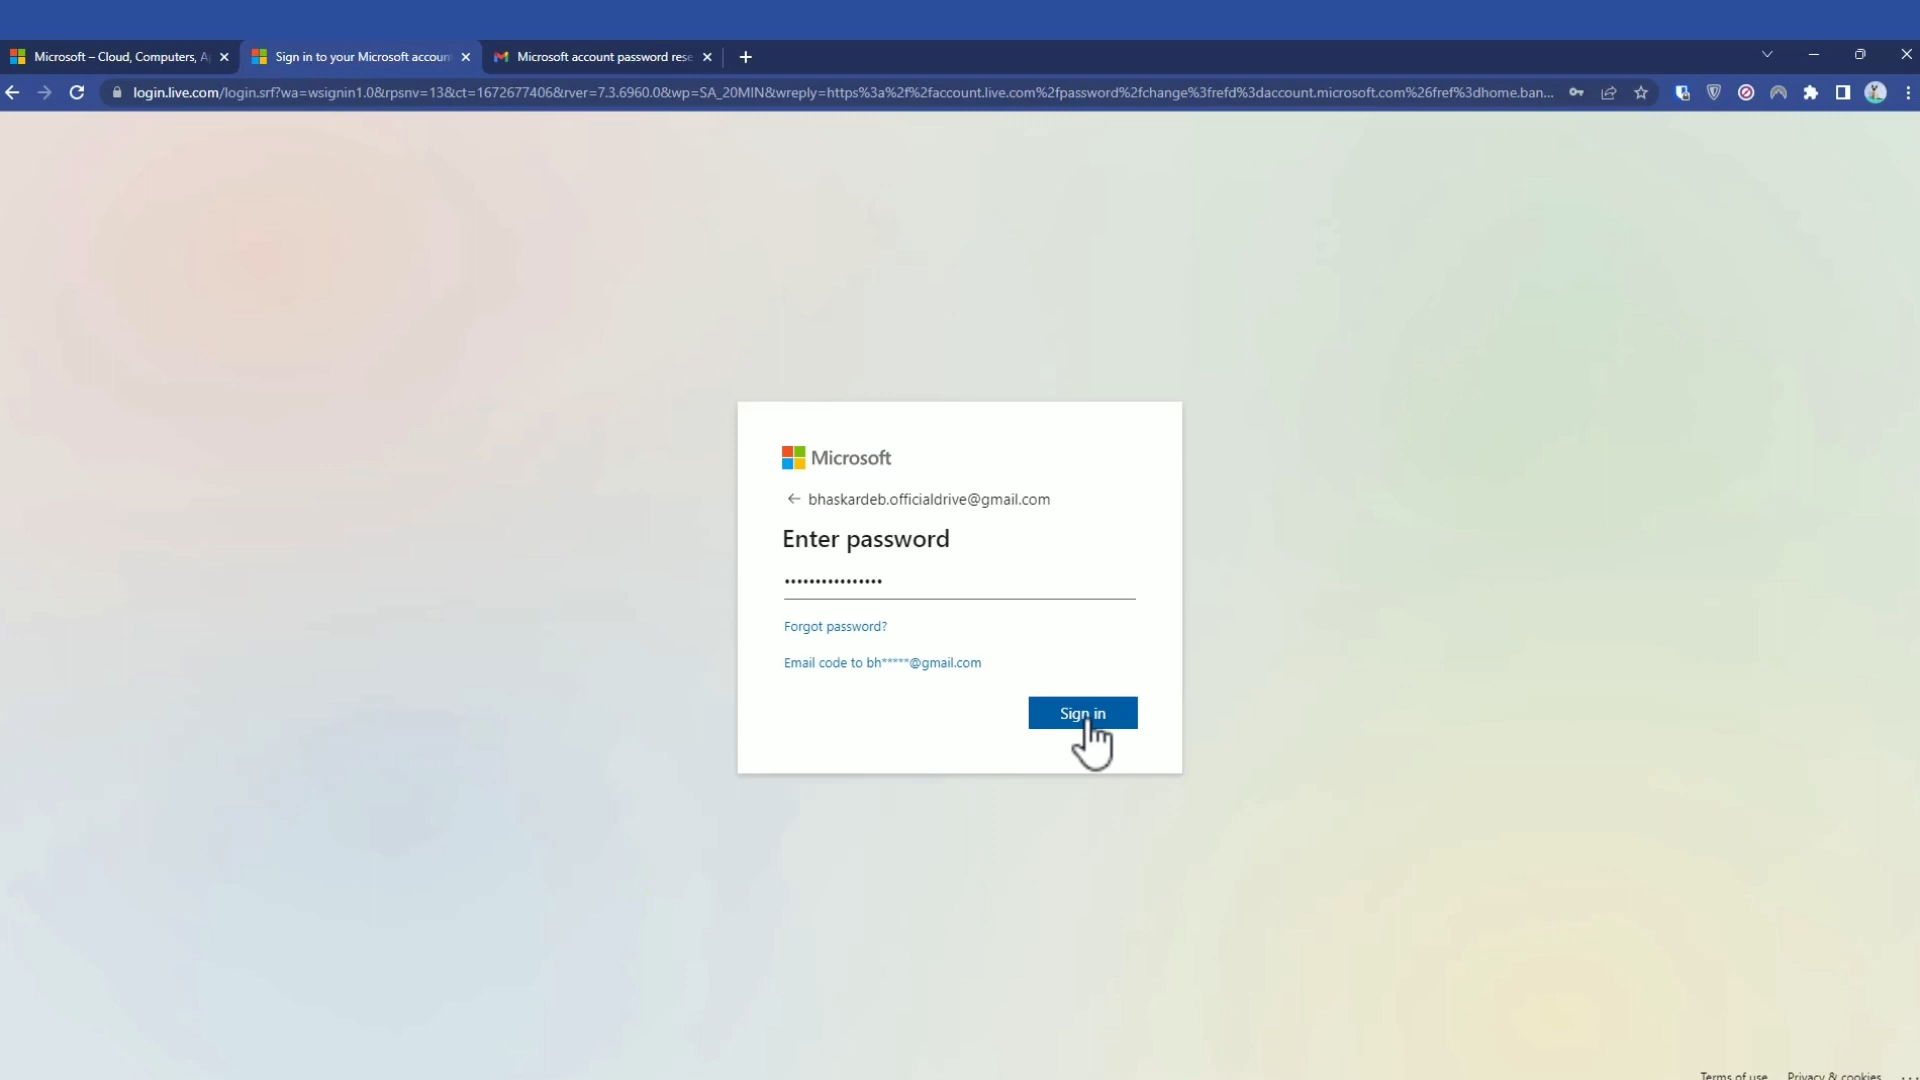 Microsoft – Cloud, Computers, A
Sign in to your Microsoft accoun
Microsoft account password rese
login.live.com/login.srf?wa=wsignin1.0&rpsnv=13&ct=1672677406&rver=7.3.6960.0&wp=SA_20MIN&wreply=https%3a%2f%2faccount.live.com%2fpassword%2fchange%3frefd%3daccount.microsoft.com%26fref%3dhome.ban...
Microsoft
bhaskardeb.officialdrive@gmail.com
Enter password
••••••••••••••••
Forgot password?
Email code to bh*****@gmail.com
Sign in
Terms of use Privacy & cookies ...